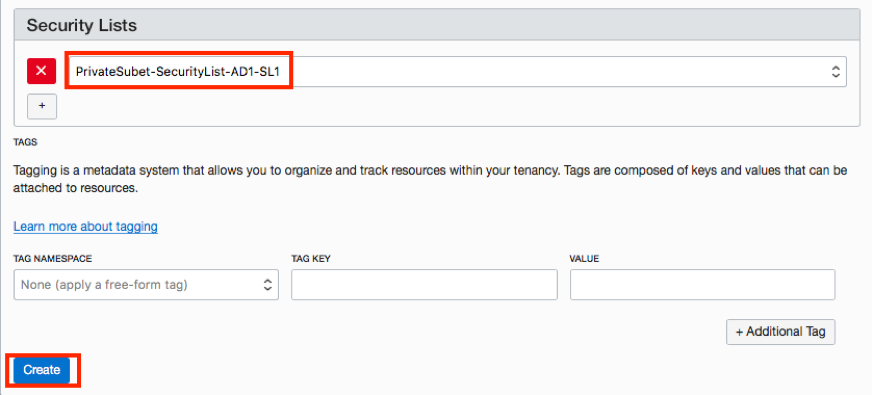 Security Lists
PrivateSubet-SecurityList-AD1-SL1
+
TAGS
Tagging is a metadata system that allows you to organize and track resources within your tenancy. Tags are composed of keys and values that can be
attached to resources.
Learn more about tagging
TAG NAMESPACE TAG KEY VALUE
None (apply a free-form tag)
+ Additional Tag
Create